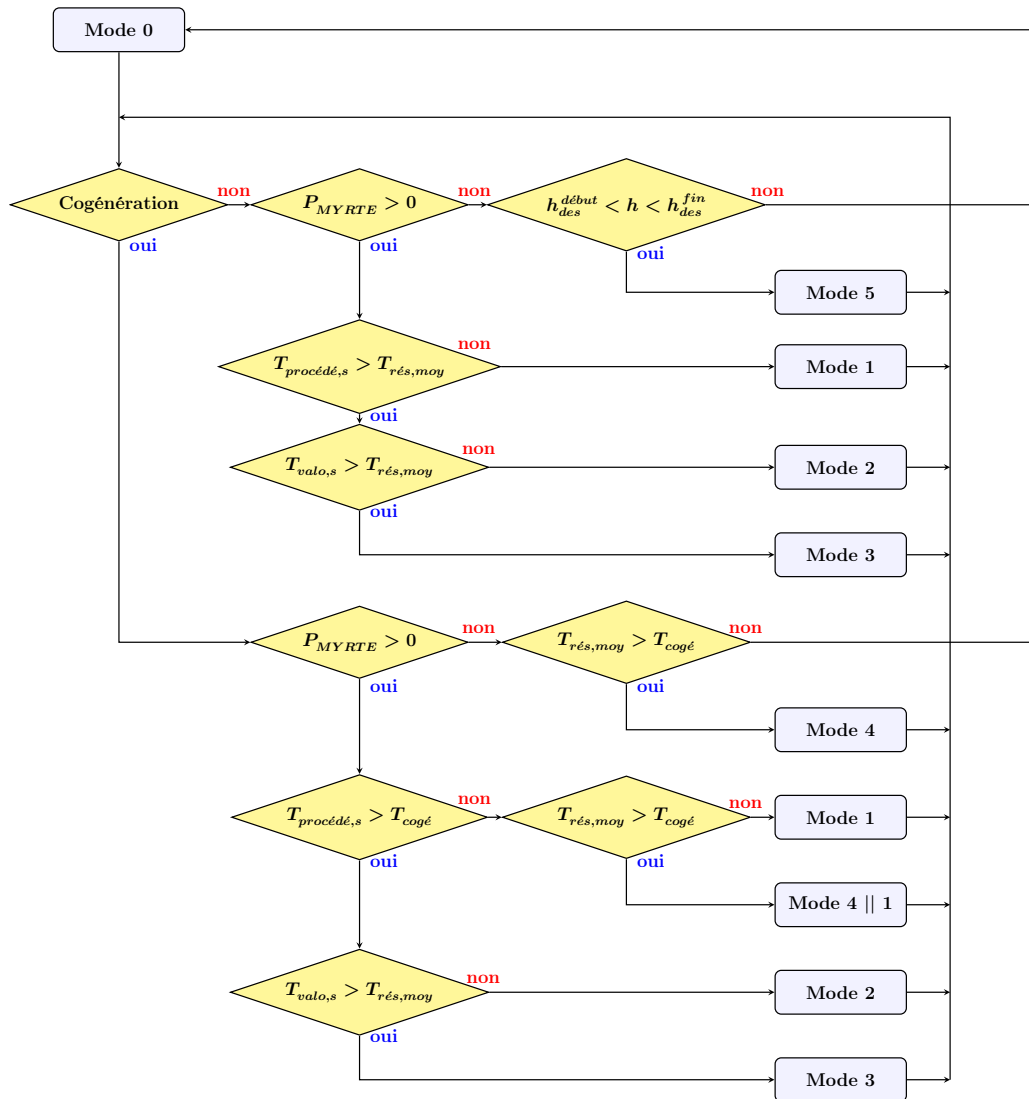 Mode 0
Cogénération
non
oui
P_MYRTE > 0
non
oui
h_des^début < h < h_des^fin
non
oui
Mode 5
T_procédé,s > T_rés,moy
non
oui
Mode 1
T_valo,s > T_rés,moy
non
oui
Mode 2
Mode 3
P_MYRTE > 0
non
oui
T_rés,moy > T_cogé
non
oui
Mode 4
T_procédé,s > T_cogé
non
oui
T_rés,moy > T_cogé
non
oui
Mode 1
Mode 4 || 1
T_valo,s > T_rés,moy
non
oui
Mode 2
Mode 3